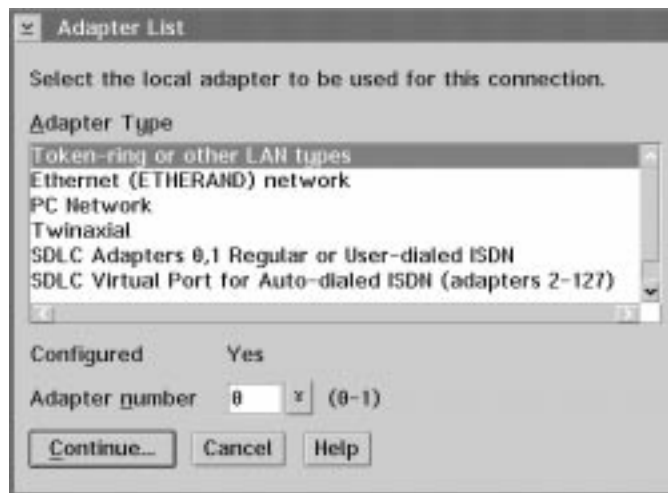 Adapter List
Select the local adapter to be used for this connection.
Adapter Type
Token-ring or other LAN types
Ethernet (ETHERAND) network
PC Network
Twinaxial
SDLC Adapters 0,1 Regular or User-dialed ISDN
SDLC Virtual Port for Auto-dialed ISDN (adapters 2-127)
Configured Yes
Adapter number 0 (0-1)
Continue... Cancel Help